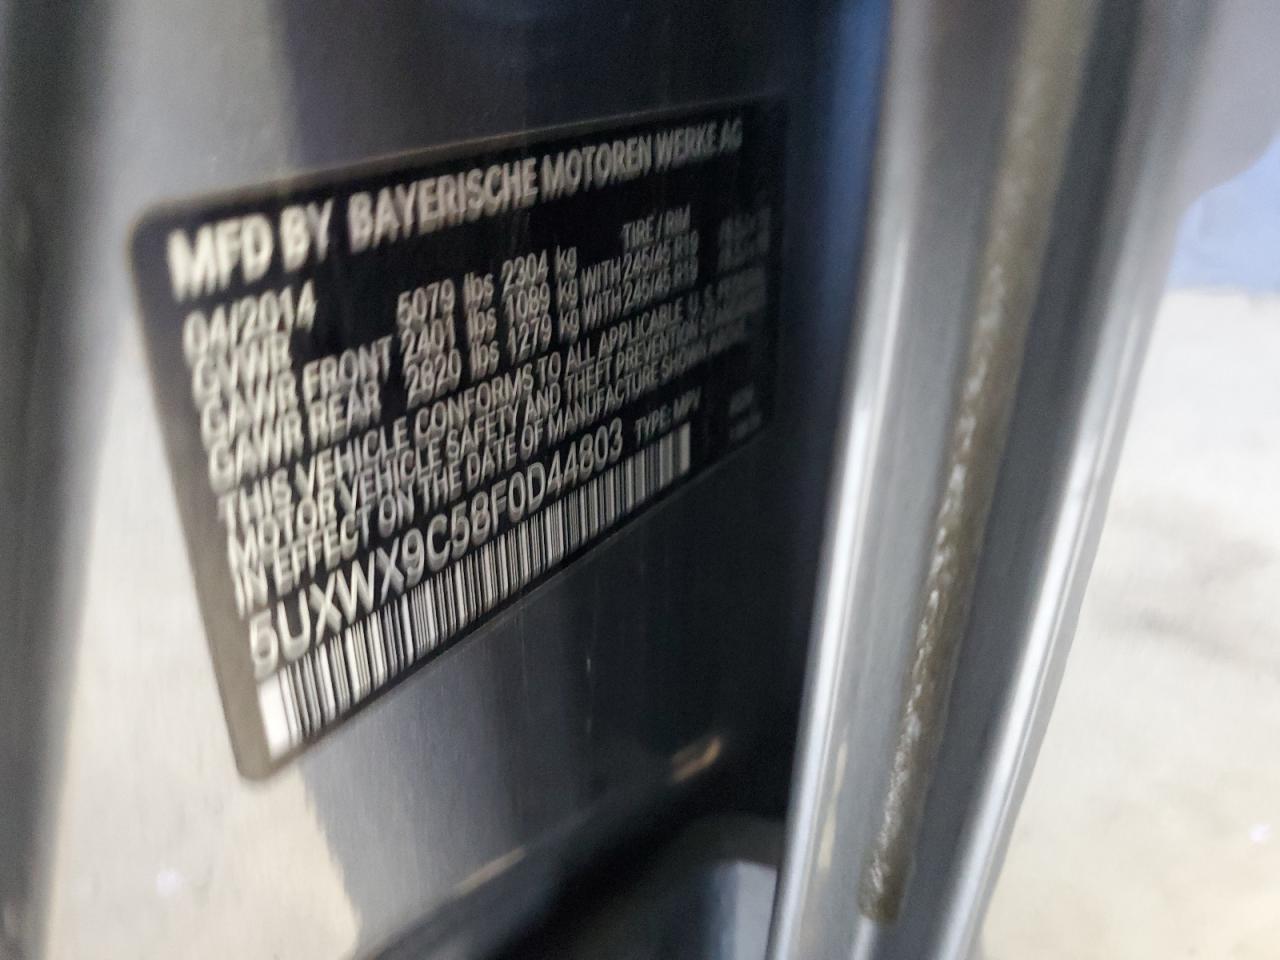 MFD BY BAYERISCHE MOTOREN WERKE AG
04/2014 TIRE / RIM
GVWR 5079 lbs 2304 kg
GAWR FRONT 2401 lbs 1089 kg WITH 245/45 R19
GAWR REAR 2820 lbs 1279 kg WITH 245/45 R19
THIS VEHICLE CONFORMS TO ALL APPLICABLE U.S.
MOTOR VEHICLE SAFETY AND THEFT PREVENTION
IN EFFECT ON THE DATE OF MANUFACTURE SHOWN
5UXWX9C58F0D44803 TYPE: MPV